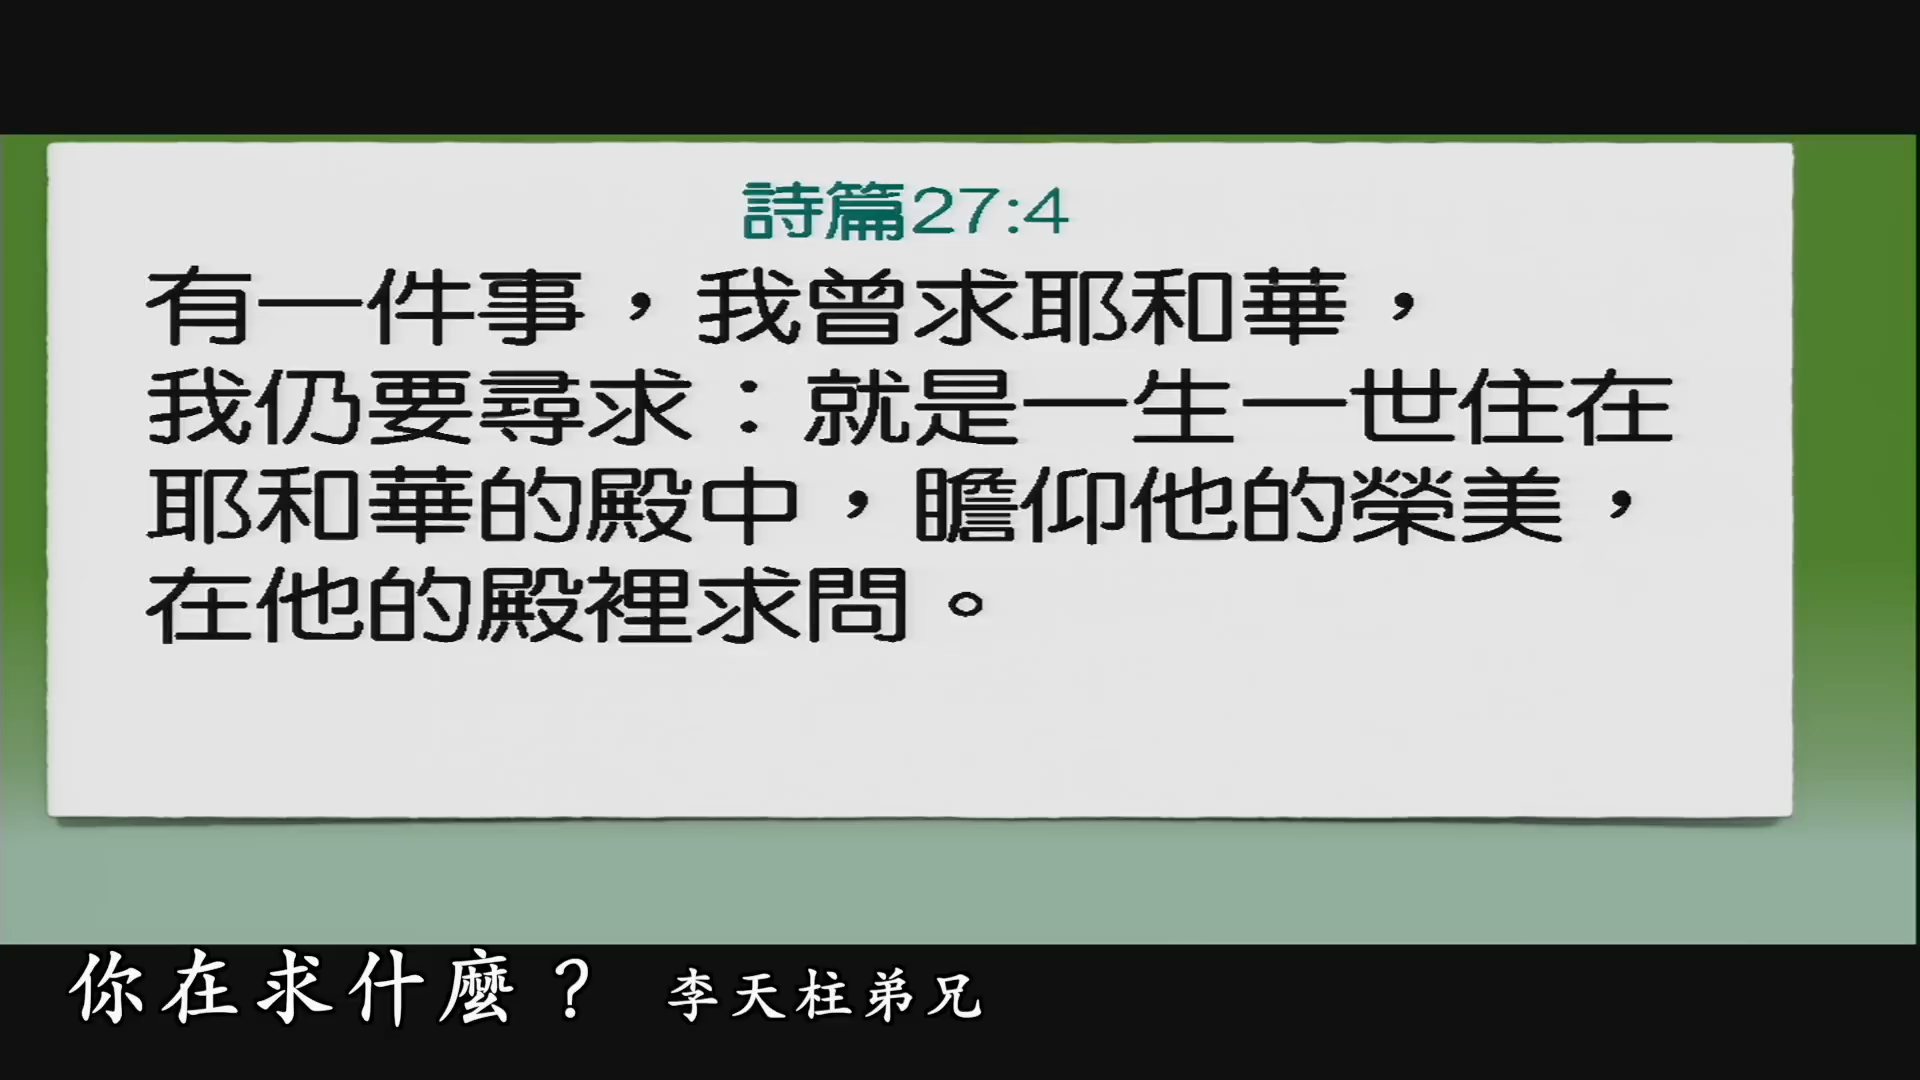 詩篇27:4
有一件事，我曾求耶和華，
我仍要尋求：就是一生一世住在
耶和華的殿中，瞻仰他的榮美，
在他的殿裡求問。
你在求什麼？ 李天柱弟兄